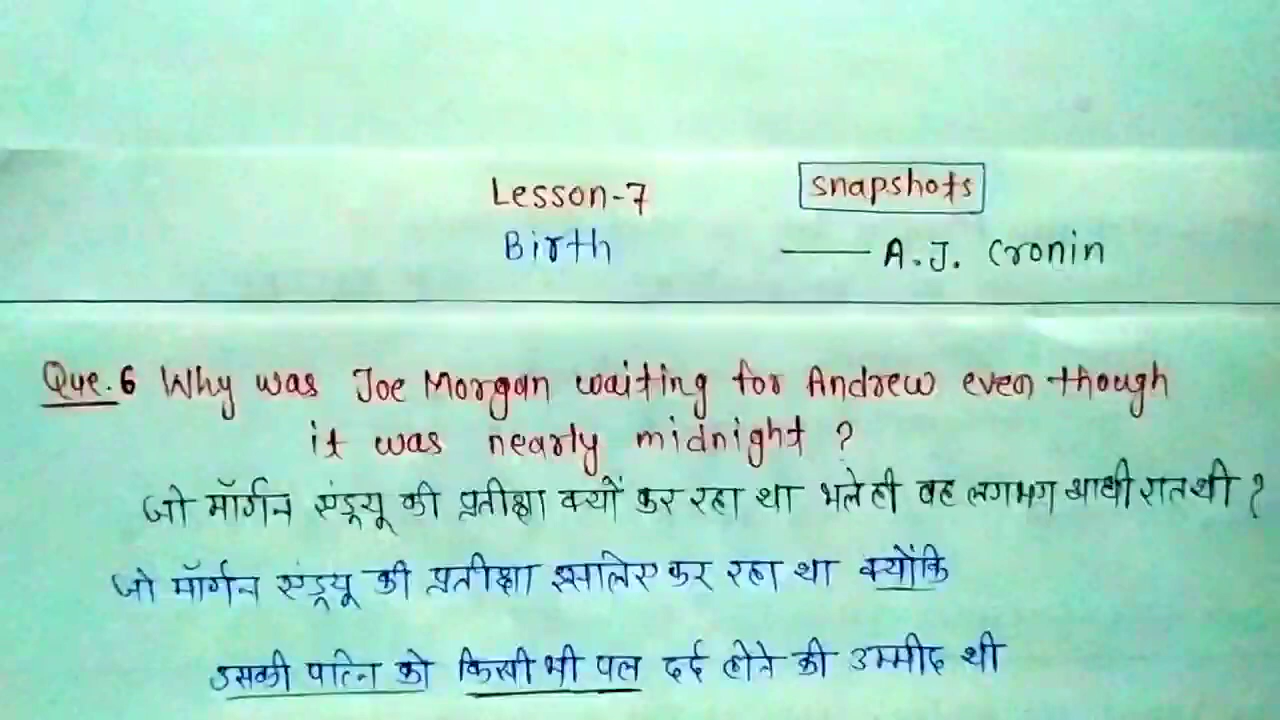 Lesson-7
snapshots
Birth
A.J. Cronin
Que.6 Why was Joe Morgan waiting for Andrew even though
it was nearly midnight ?
जो मॉर्गन एंड्र्यू की प्रतीक्षा क्यों कर रहा था भले ही वह लगभग आधी रात थी ?
जो मॉर्गन एंड्र्यू की प्रतीक्षा इसलिए कर रहा था क्योंकि
उसकी पत्नि को किसी भी पल दर्द होने की उम्मीद थी